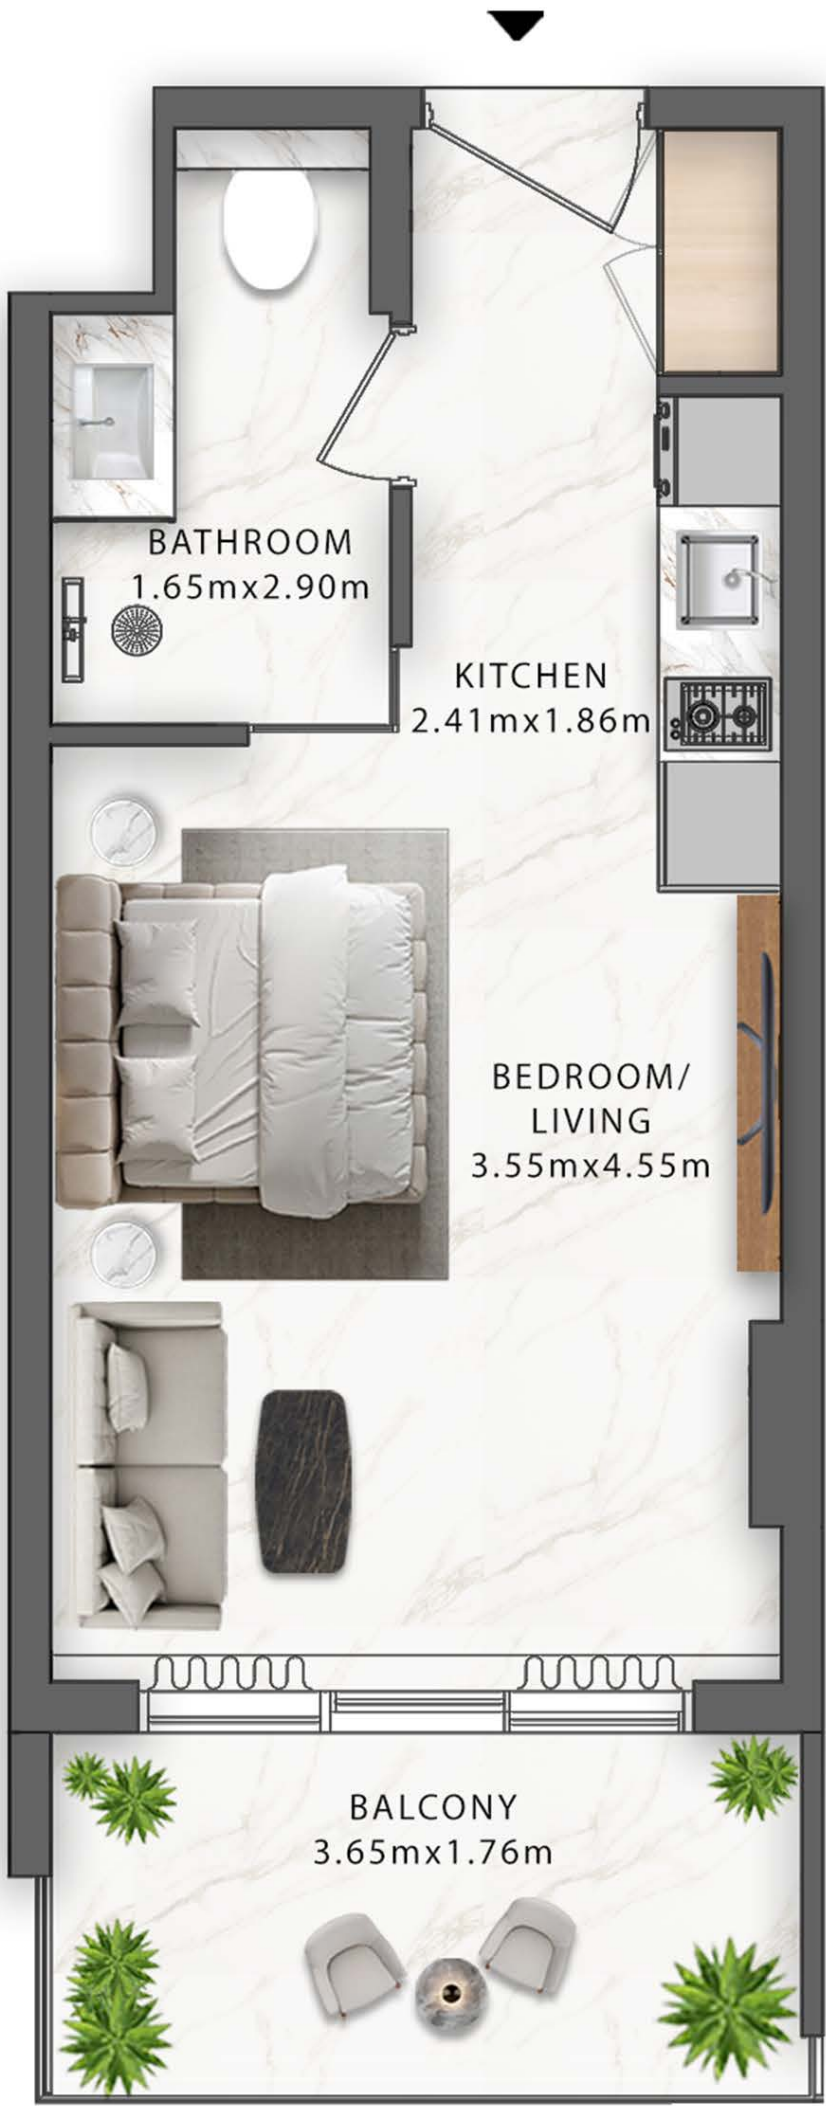 BATHROOM
1.65mx2.90m
KITCHEN
2.41mx1.86m
BEDROOM/
LIVING
3.55mx4.55m
BALCONY
3.65mx1.76m